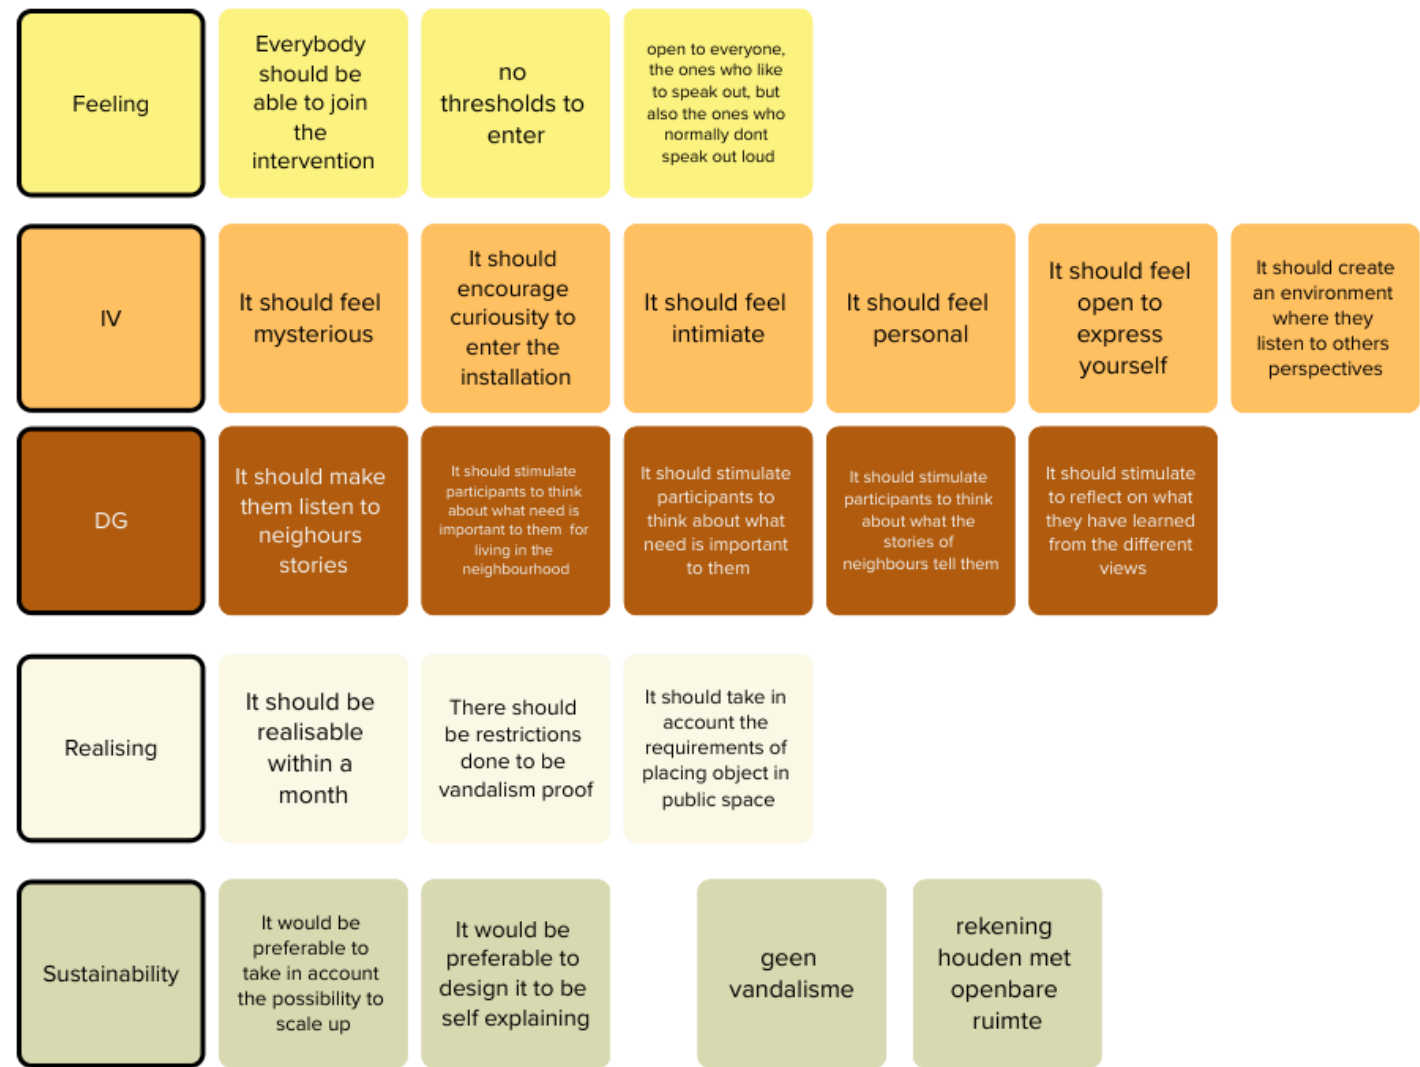 Feeling
Everybody
should be
able to join
the
intervention
no
thresholds to
enter
open to everyone,
the ones who like
to speak out, but
also the ones who
normally dont
speak out loud
IV
It should feel
mysterious
It should
encourage
curiousity to
enter the
installation
It should feel
intimiate
It should feel
personal
It should feel
open to
express
yourself
It should create
an environment
where they
listen to others
perspectives
DG
It should make
them listen to
neighours
stories
It should stimulate
participants to think
about what need is
important to them for
living in the
neighbourhood
It should stimulate
participants to
think about what
need is important
to them
It should stimulate
participants to think
about what the
stories of
neighbours tell them
It should stimulate
to reflect on what
they have learned
from the different
views
Realising
It should be
realisable
within a
month
There should
be restrictions
done to be
vandalism proof
It should take in
account the
requirements of
placing object in
public space
Sustainability
It would be
preferable to
take in account
the possibility to
scale up
It would be
preferable to
design it to be
self explaining
geen
vandalisme
rekening
houden met
openbare
ruimte